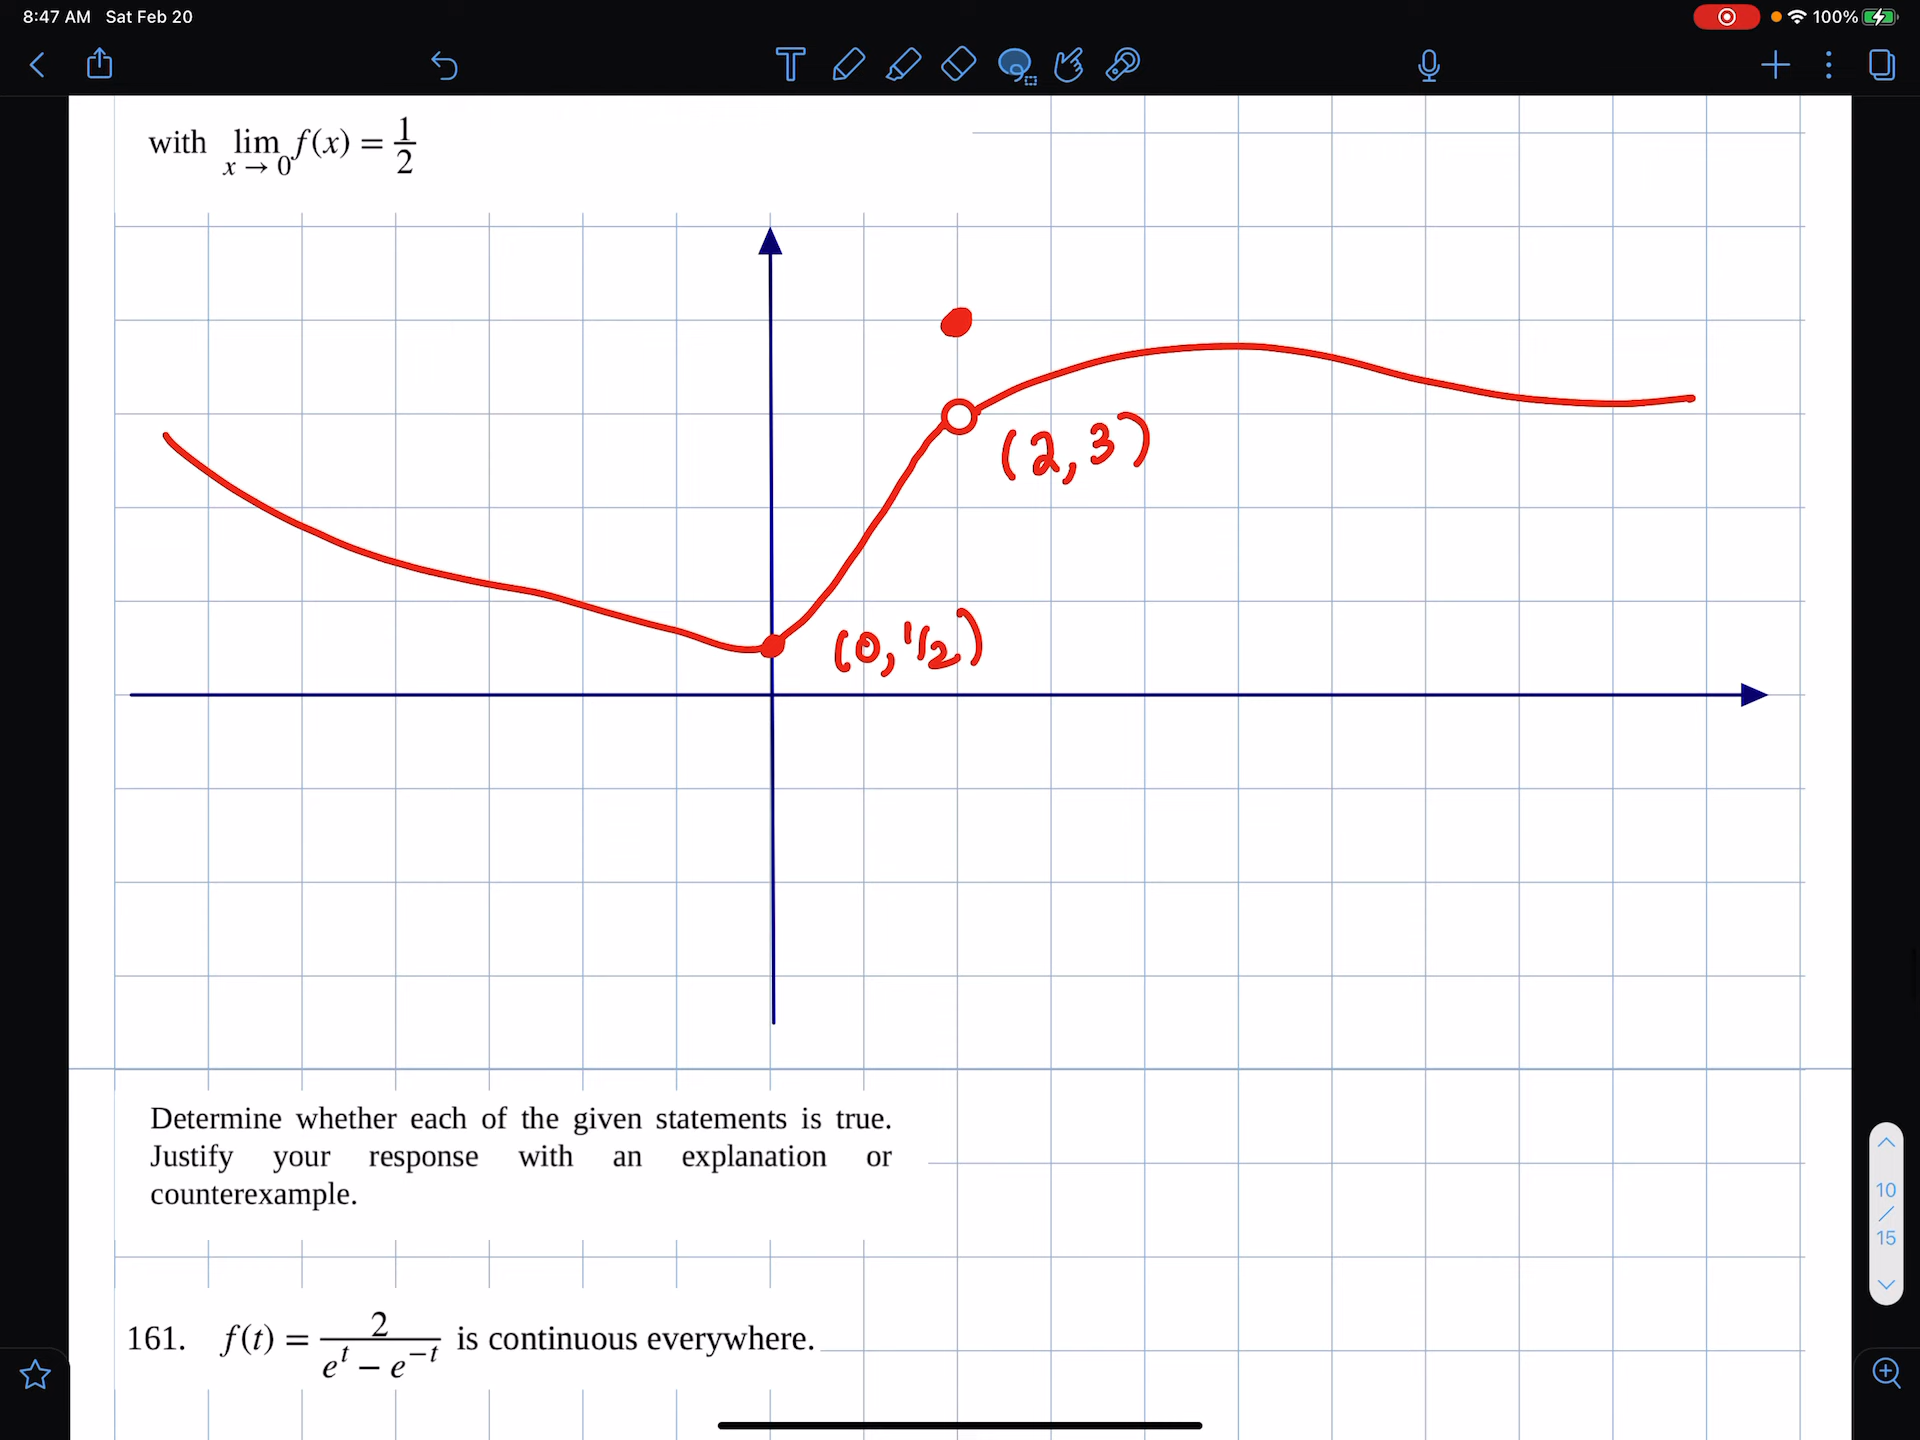 8:47 AM Sat Feb 20
100%
T
with lim f(x) = 1/2
x → 0
(2, 3)
(0, 1/2)
Determine whether each of the given statements is true.
Justify your response with an explanation or
counterexample.
10
/
15
161. f(t) = 2/(e^t − e^−t) is continuous everywhere.